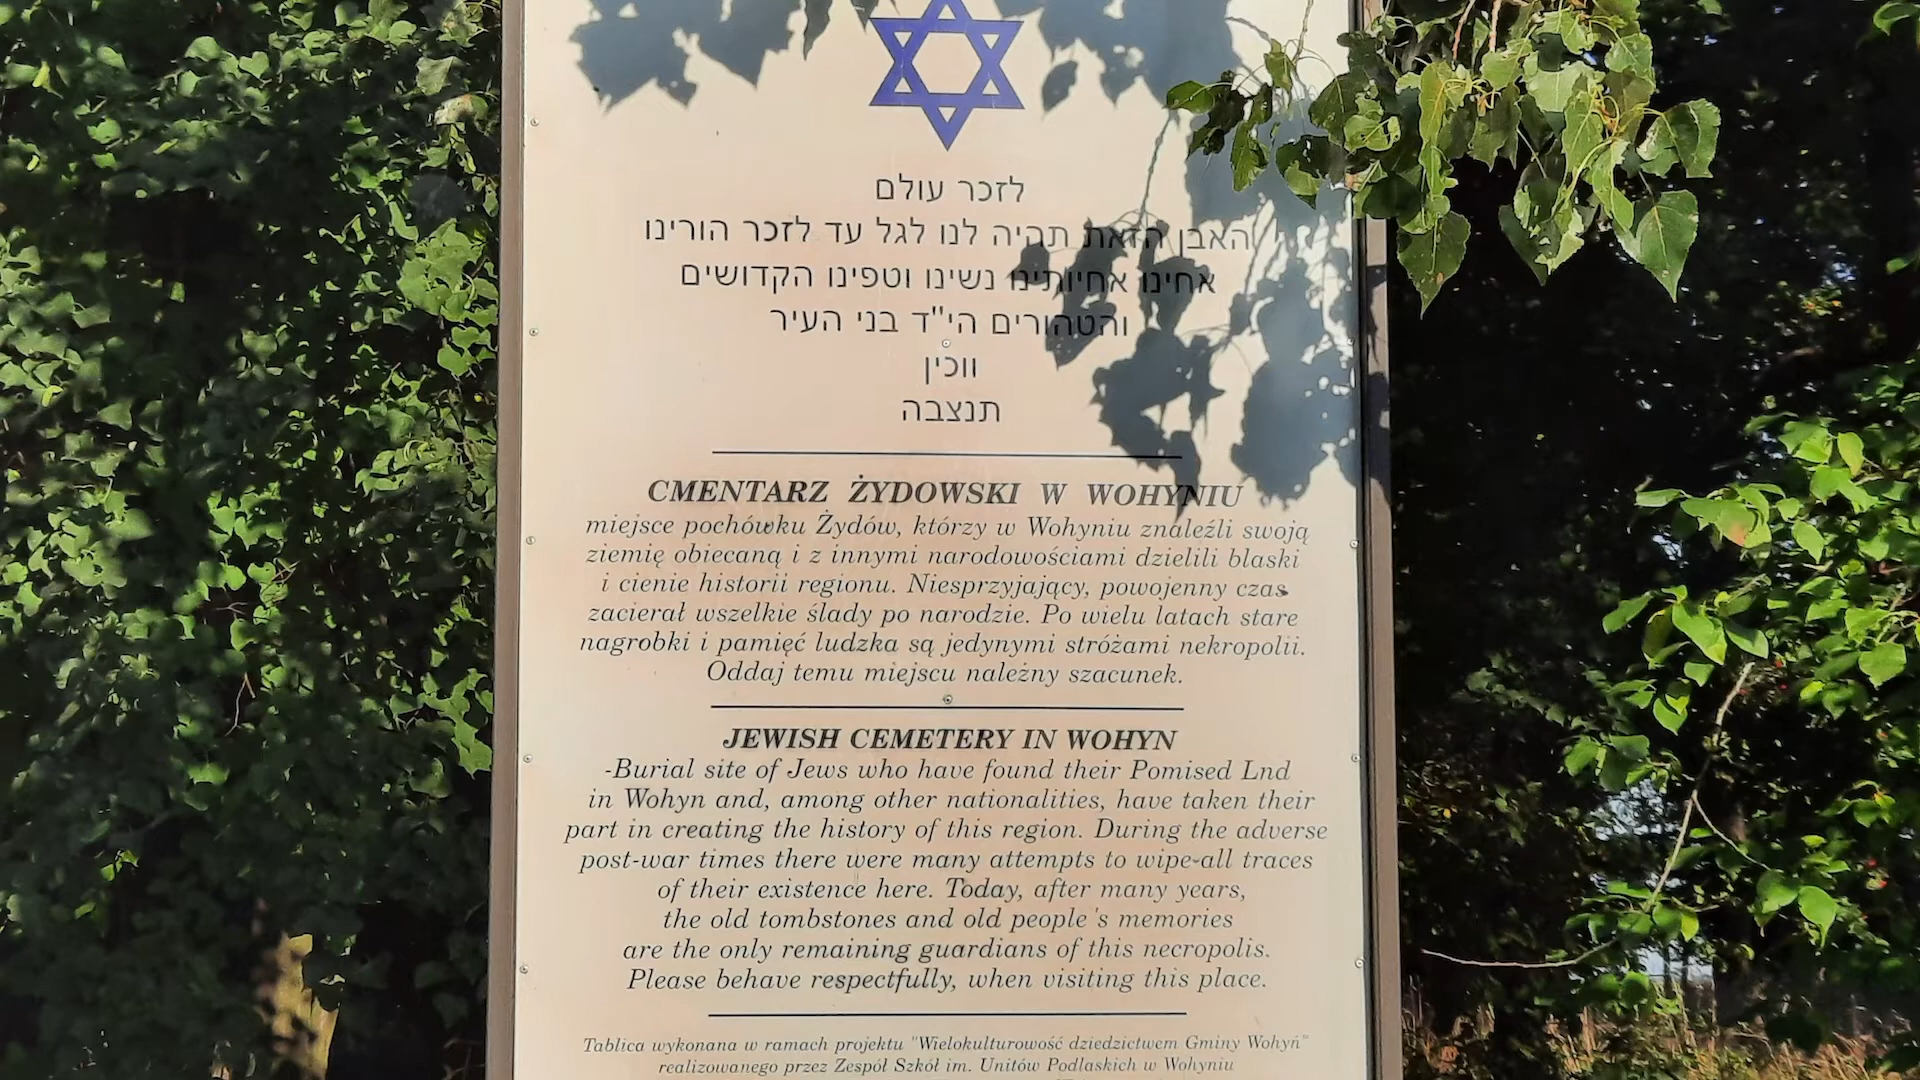 לזכר עולם
האבן הזאת תהיה לנו לגל עד לזכר הורינו
אחינו אחיותינו נשינו וטפינו הקדושים
והטהורים הי"ד בני העיר
ווכין
תנצבה
CMENTARZ ŻYDOWSKI W WOHYNIU
miejsce pochówku Żydów, którzy w Wohyniu znaleźli swoją
ziemię obiecaną i z innymi narodowościami dzielili blaski
i cienie historii regionu. Niesprzyjający, powojenny czas
zacierał wszelkie ślady po narodzie. Po wielu latach stare
nagrobki i pamięć ludzka są jedynymi stróżami nekropolii.
Oddaj temu miejscu należny szacunek.
JEWISH CEMETERY IN WOHYN
-Burial site of Jews who have found their Pomised Lnd
in Wohyn and, among other nationalities, have taken their
part in creating the history of this region. During the adverse
post-war times there were many attempts to wipe-all traces
of their existence here. Today, after many years,
the old tombstones and old people's memories
are the only remaining guardians of this necropolis.
Please behave respectfully, when visiting this place.
Tablica wykonana w ramach projektu "Wielokulturowość dziedzictwem Gminy Wohyń"
realizowanego przez Zespół Szkół im. Unitów Podlaskich w Wohyniu